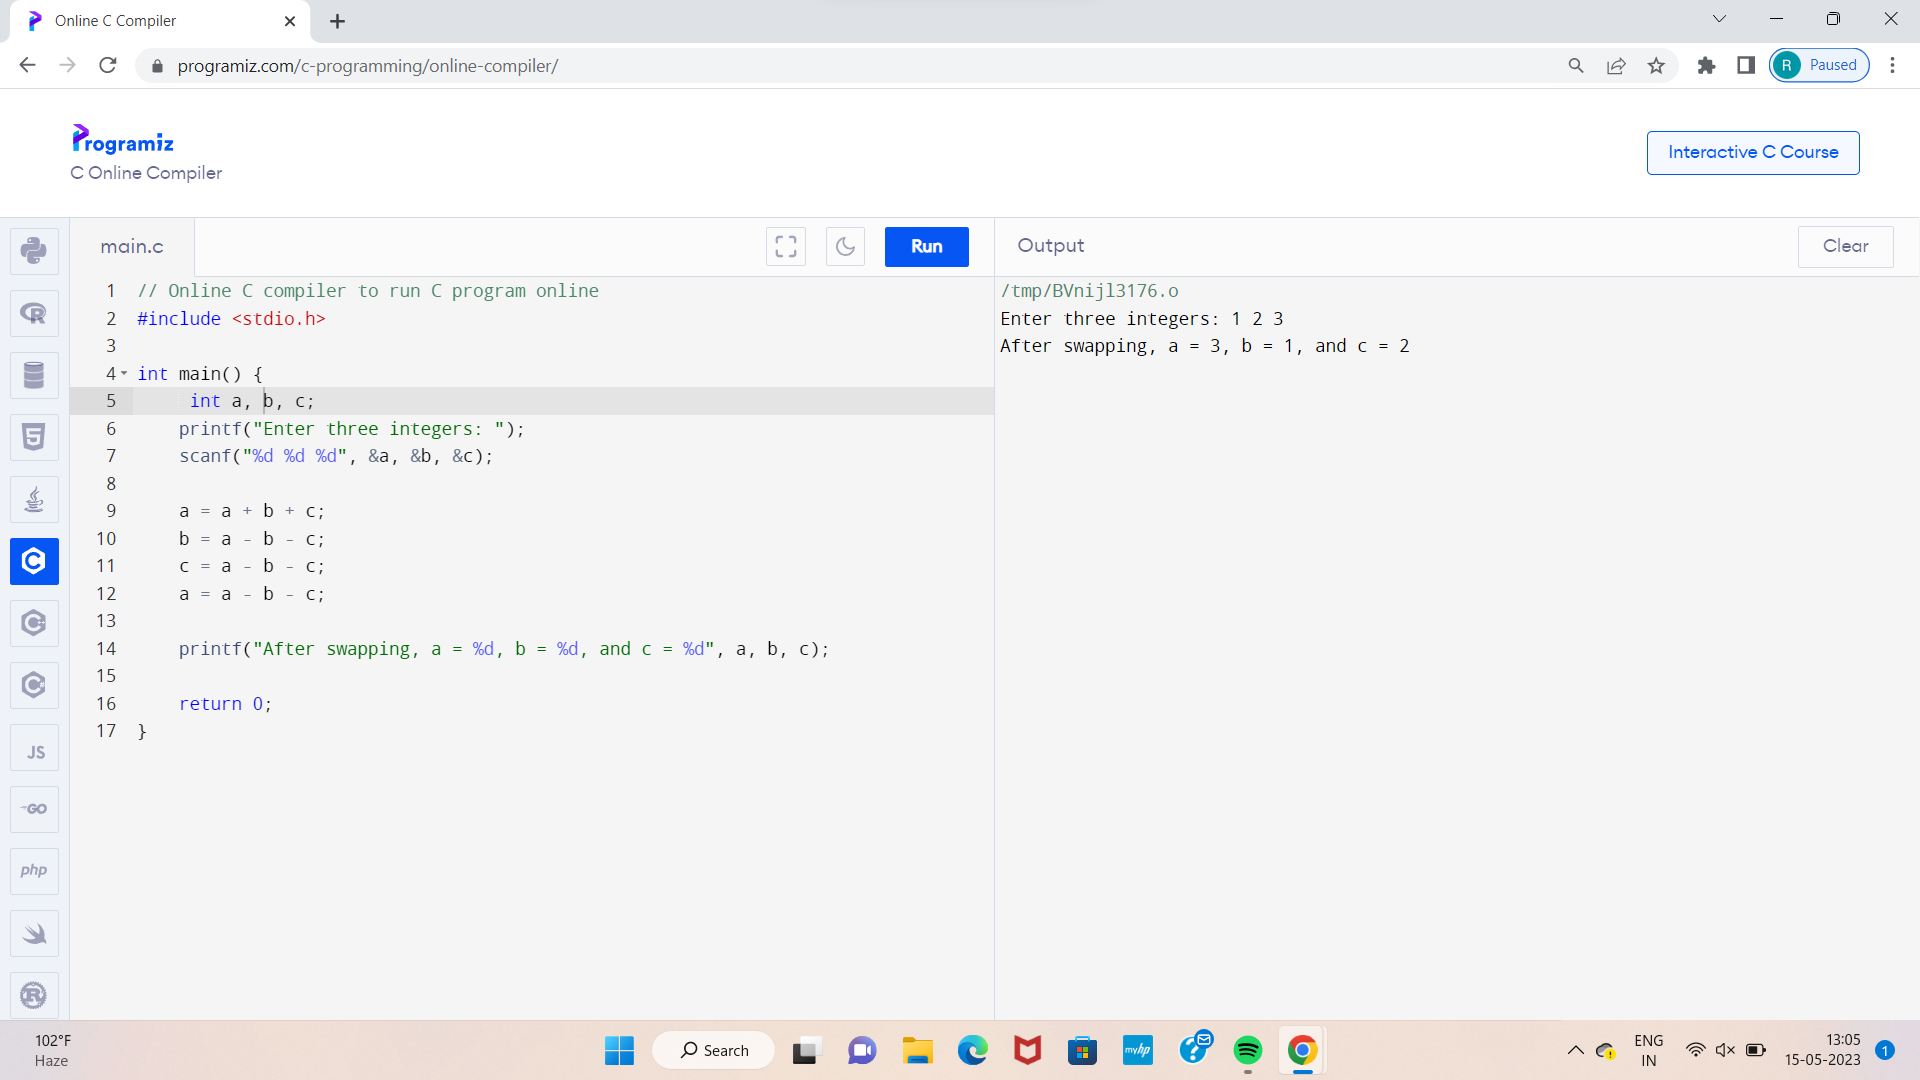 Online C Compiler
programiz.com/c-programming/online-compiler/
R Paused
Programiz
C Online Compiler
Interactive C Course
main.c
Run
Output
Clear
1 // Online C compiler to run C program online
2 #include <stdio.h>
3
4 int main() {
5 int a, b, c;
6 printf("Enter three integers: ");
7 scanf("%d %d %d", &a, &b, &c);
8
9 a = a + b + c;
10 b = a - b - c;
11 c = a - b - c;
12 a = a - b - c;
13
14 printf("After swapping, a = %d, b = %d, and c = %d", a, b, c);
15
16 return 0;
17 }
/tmp/BVnijl3176.o
Enter three integers: 1 2 3
After swapping, a = 3, b = 1, and c = 2
R
5
C
JS
GO
php
R
102°F
Haze
Search
myhp
ENG
IN
13:05
15-05-2023
1